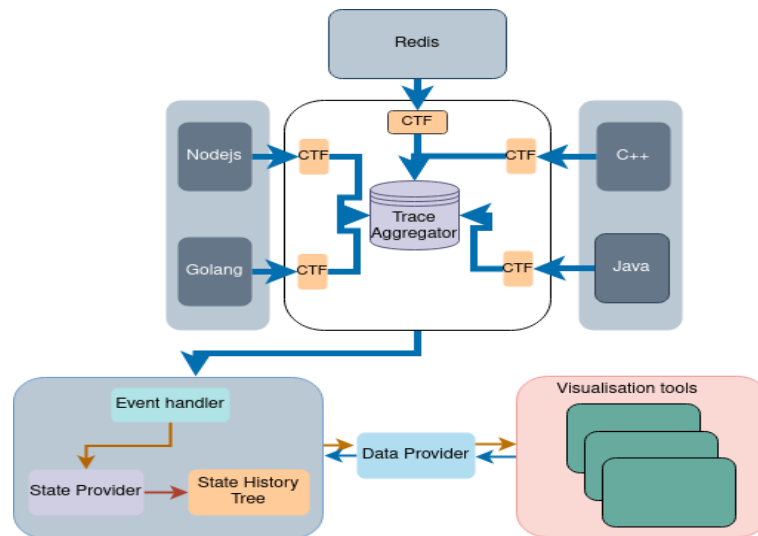 Redis
CTF
Nodejs
CTF
CTF
C++
Trace
Aggregator
Golang
CTF
CTF
Java
Event handler
Visualisation tools
Data Provider
State Provider
State History
Tree